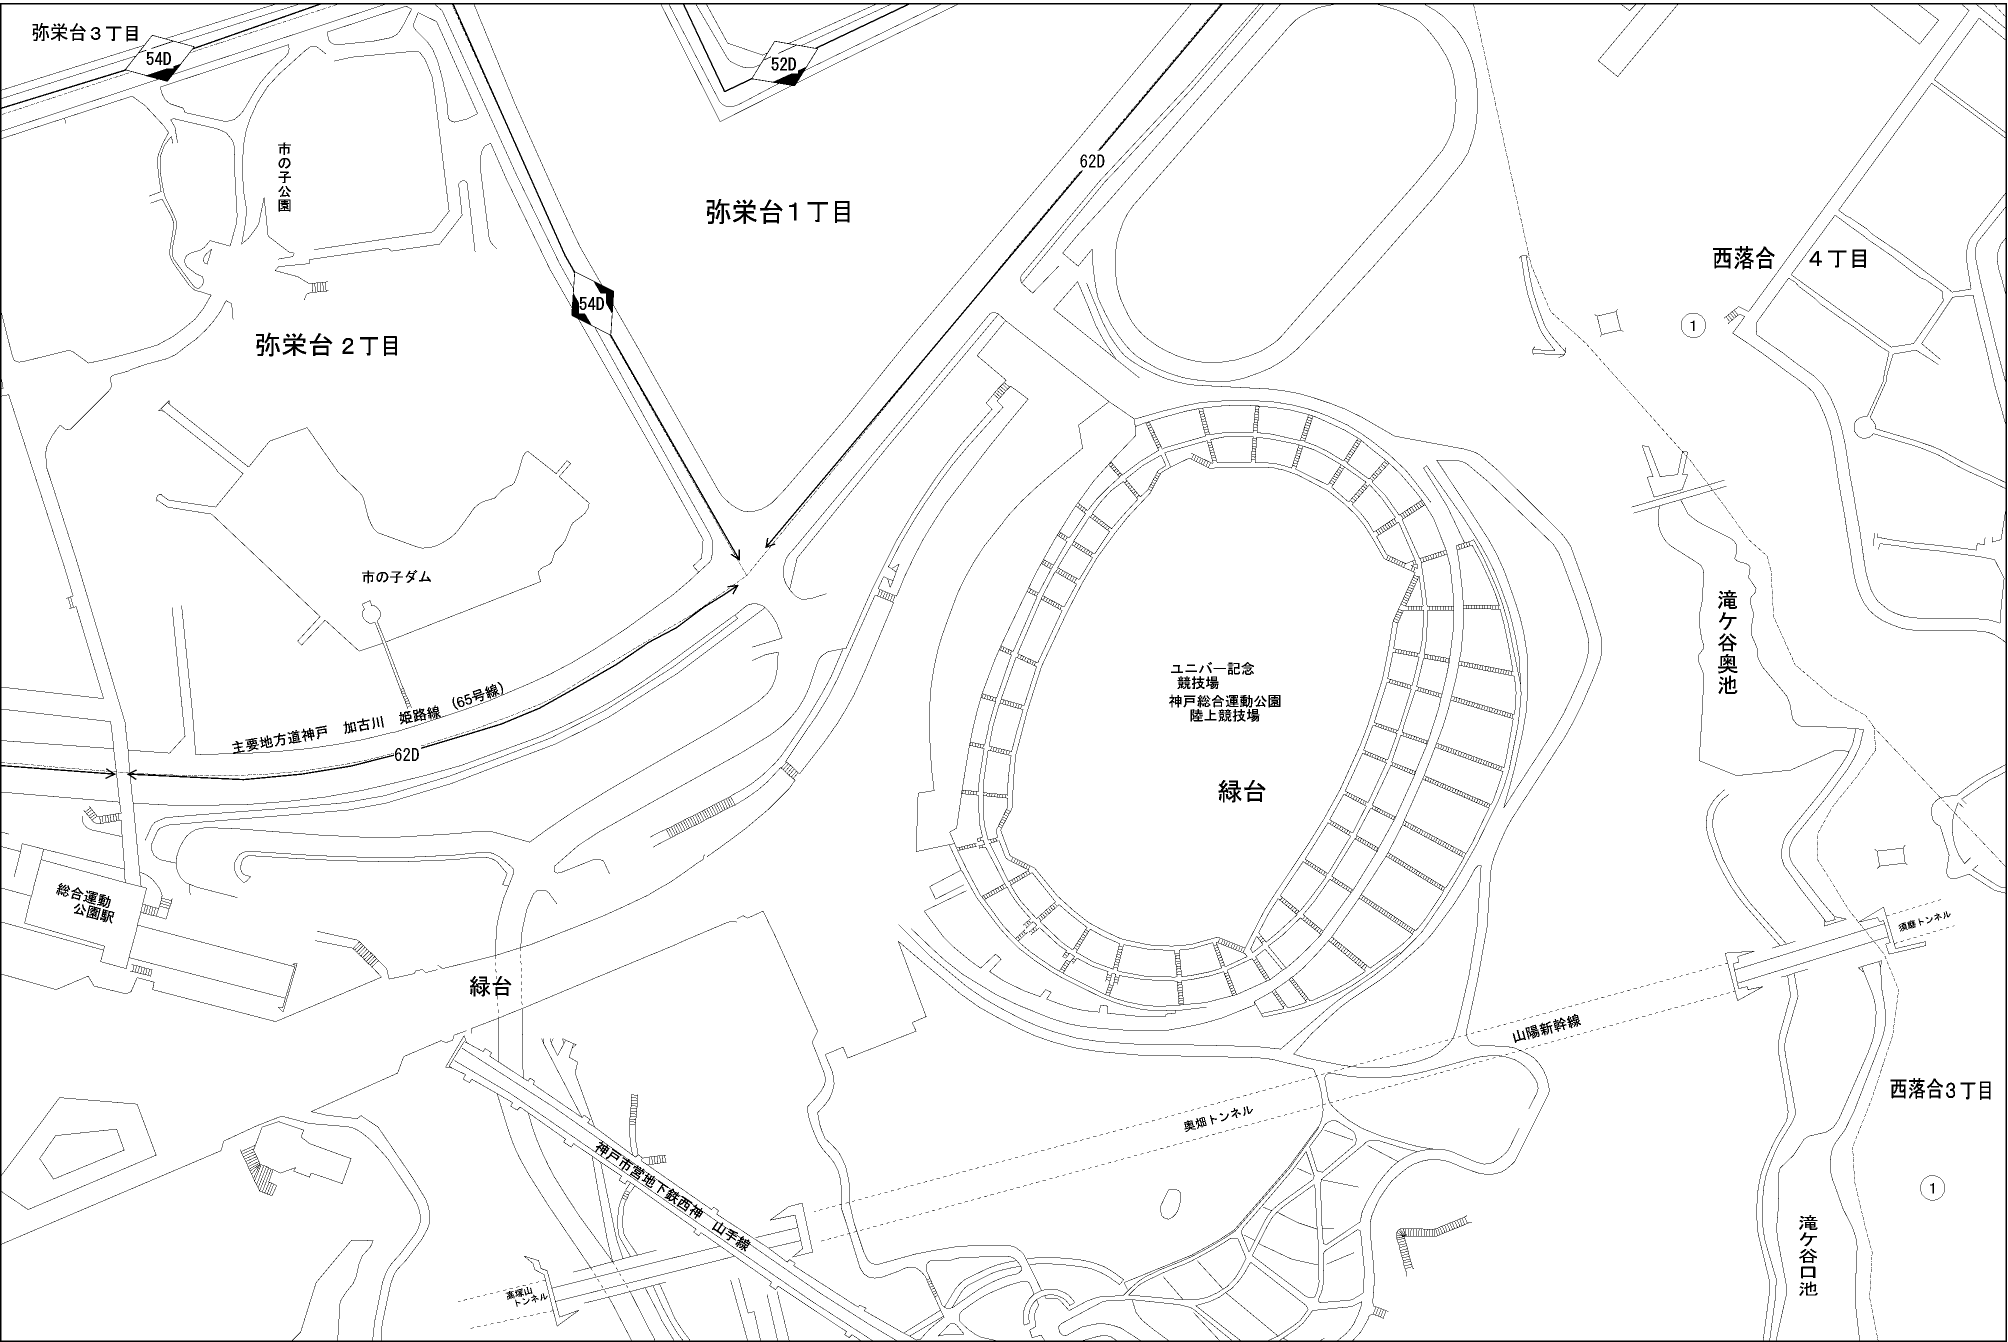 弥栄台3丁目
54D
52D
62D
市の子公園
弥栄台1丁目
西落合 4丁目
54D
1
弥栄台2丁目
市の子ダム
滝ケ谷奥池
ユニバー記念
競技場
神戸総合運動公園
陸上競技場
主要地方道神戸 加古川 姫路線 (65号線)
62D
緑台
総合運動
公園駅
須磨トンネル
緑台
山陽新幹線
西落合3丁目
奥畑トンネル
神戸市営地下鉄西神 山手線
1
滝ケ谷口池
高塚山
トンネル